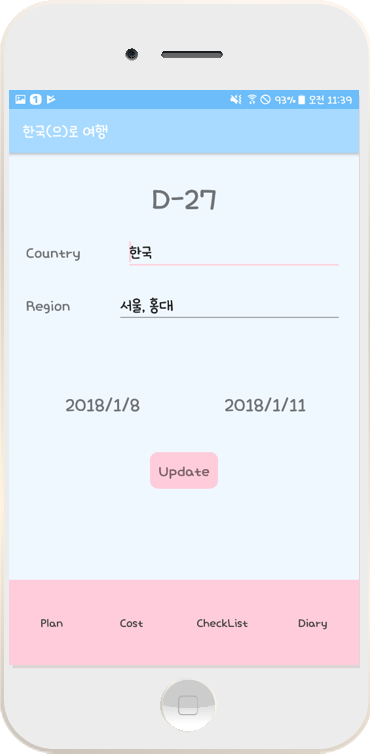 1 93% 오전 11:39
한국(으)로 여행
D-27
Country 한국
Region 서울, 홍대
2018/1/8 2018/1/11
Update
Plan Cost CheckList Diary